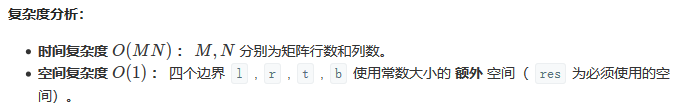 复杂度分析：
• 时间复杂度 O(MN) ： M, N 分别为矩阵行数和列数。
• 空间复杂度 O(1) ： 四个边界 l , r , t , b 使用常数大小的 额外 空间（ res 为必须使用的空
间）。